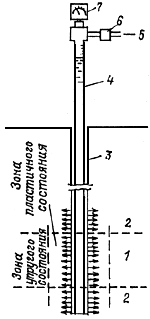 7
6
5
4
3
Зона
пластичного
состояния
Зона
упругого
состояния
2
1
2